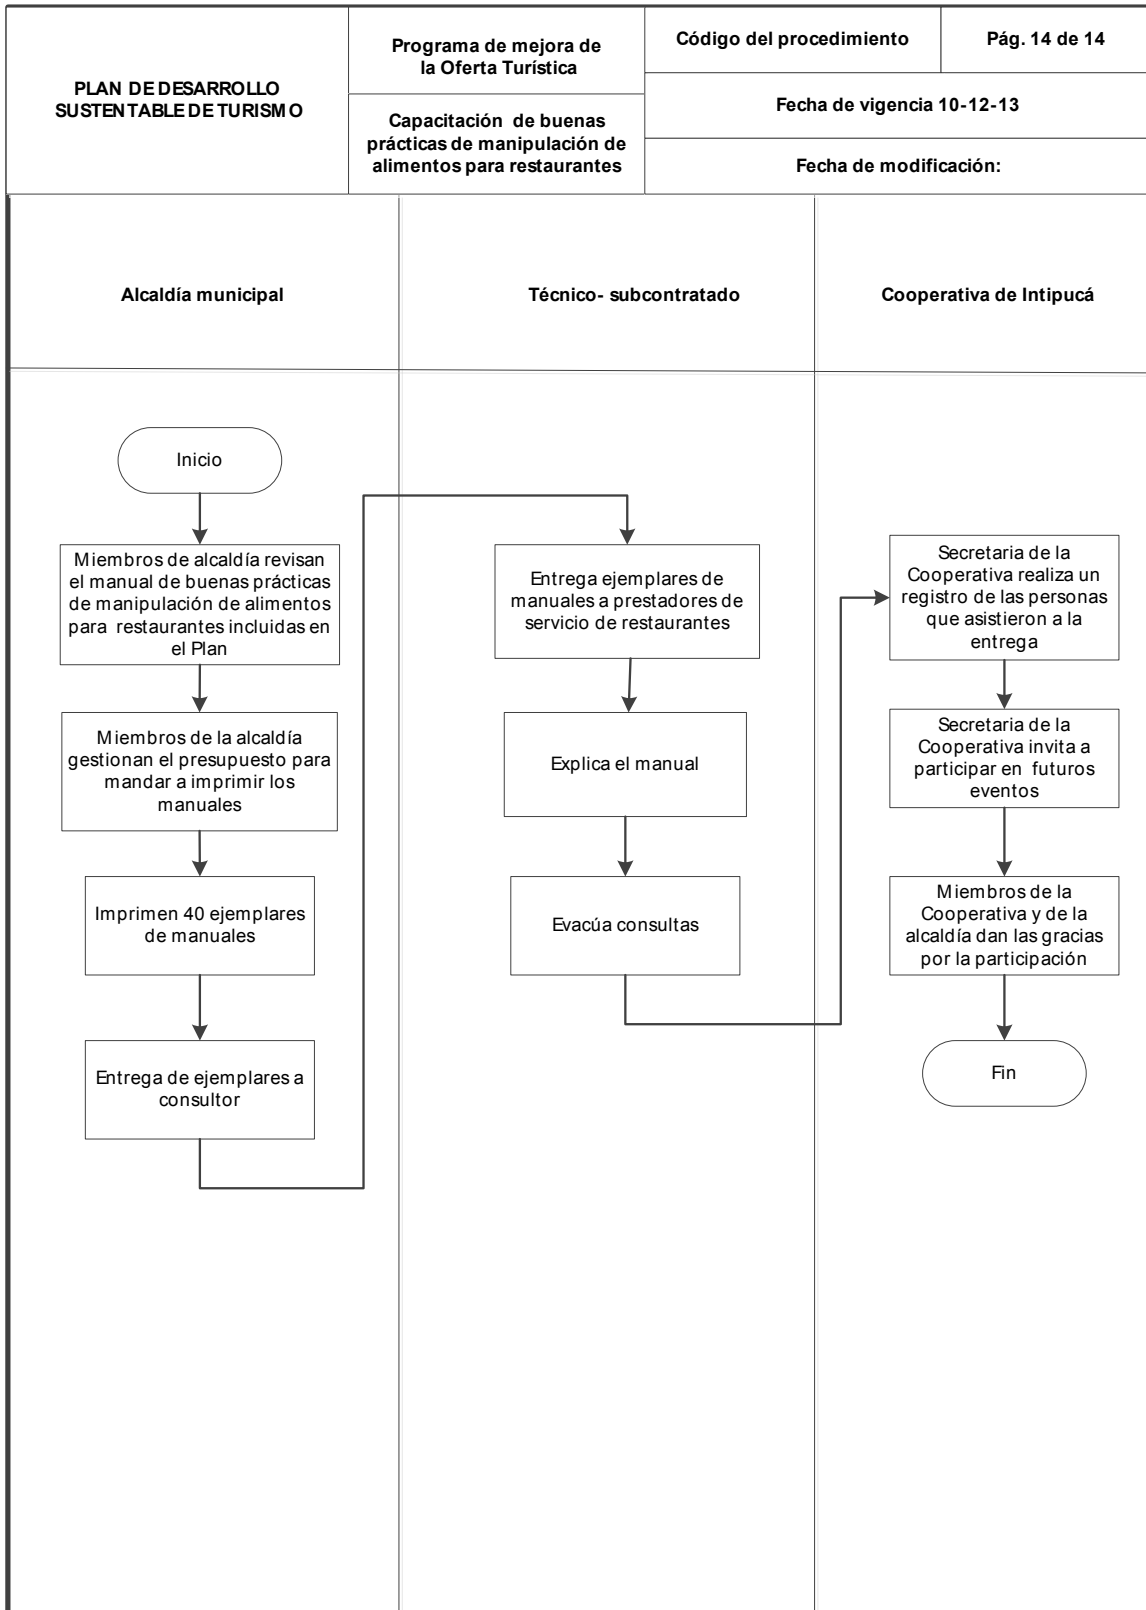 PLAN DE DESARROLLO
SUSTENTABLE DE TURISMO
Programa de mejora de
la Oferta Turística
Capacitación de buenas
prácticas de manipulación de
alimentos para restaurantes
Código del procedimiento
Pág. 14 de 14
Fecha de vigencia 10-12-13
Fecha de modificación:
Alcaldía municipal
Técnico- subcontratado
Cooperativa de Intipucá
Inicio
Miembros de alcaldía revisan
el manual de buenas prácticas
de manipulación de alimentos
para restaurantes incluidas en
el Plan
Miembros de la alcaldía
gestionan el presupuesto para
mandar a imprimir los
manuales
Imprimen 40 ejemplares
de manuales
Entrega de ejemplares a
consultor
Entrega ejemplares de
manuales a prestadores de
servicio de restaurantes
Explica el manual
Evacúa consultas
Secretaria de la
Cooperativa realiza un
registro de las personas
que asistieron a la
entrega
Secretaria de la
Cooperativa invita a
participar en futuros
eventos
Miembros de la
Cooperativa y de la
alcaldía dan las gracias
por la participación
Fin